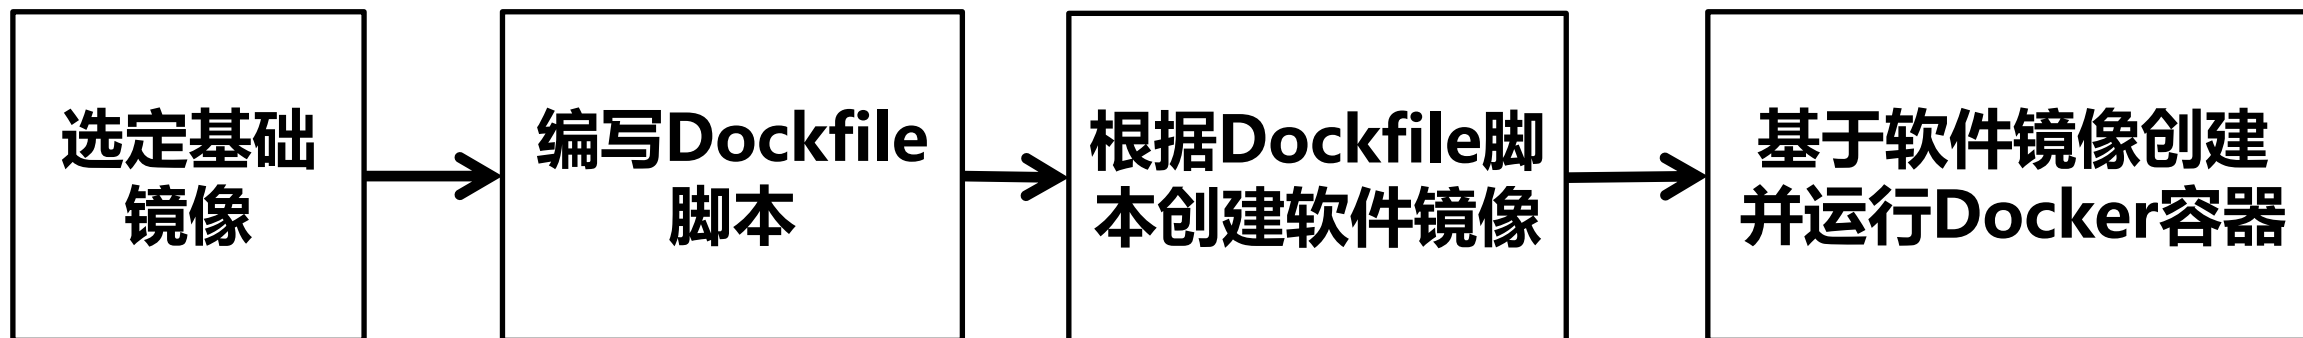 选定基础
镜像
编写Dockfile
脚本
根据Dockfile脚
本创建软件镜像
基于软件镜像创建
并运行Docker容器